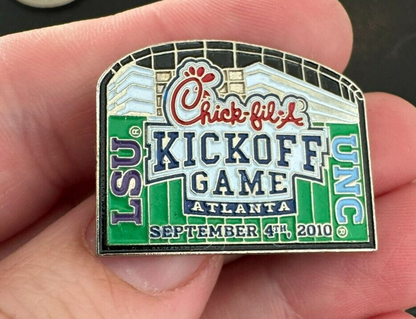 Chick-fil-A
KICKOFF
GAME
ATLANTA
SEPTEMBER 4TH, 2010
LSU®
UNC®